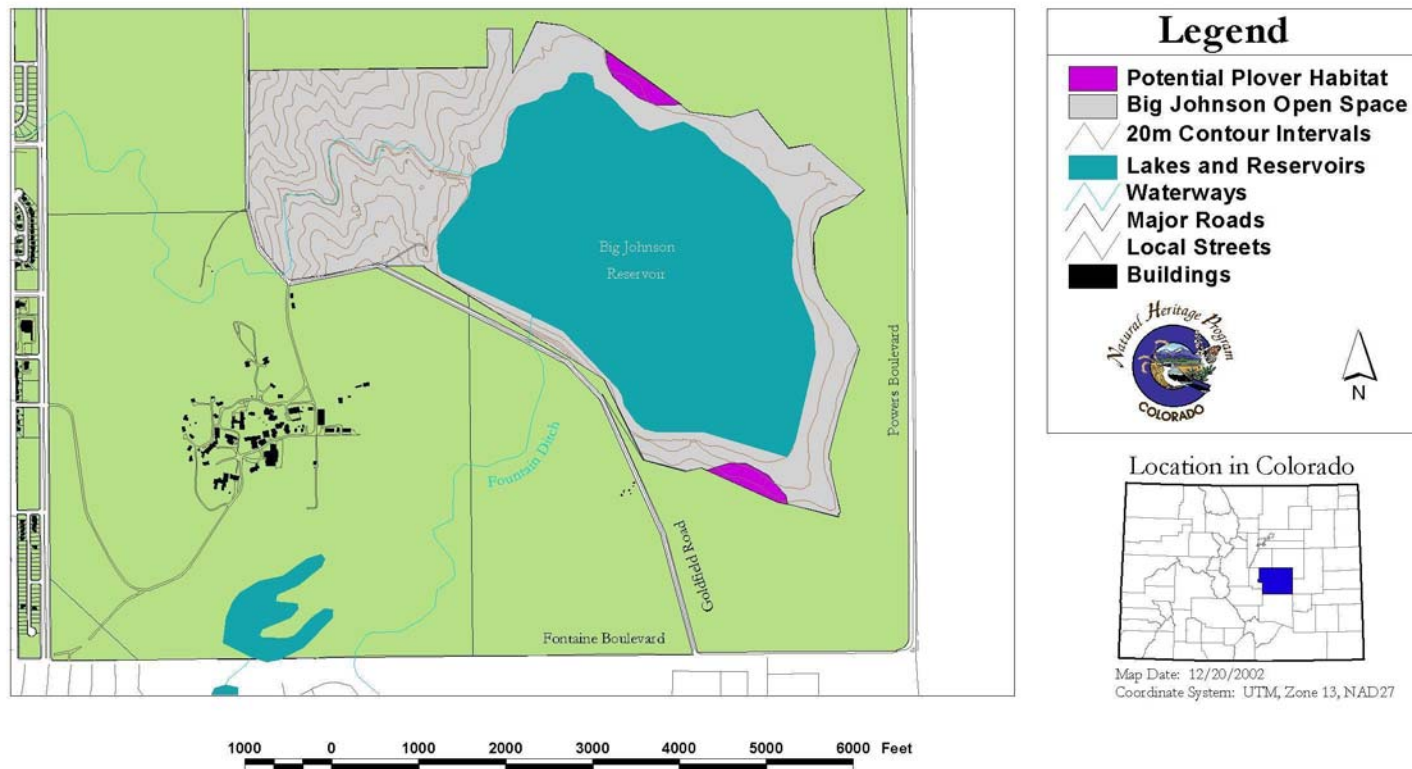 Big Johnson
Reservoir
Powers Boulevard
Fountain Ditch
Goldfield Road
Fontaine Boulevard
Legend
Potential Plover Habitat
Big Johnson Open Space
20m Contour Intervals
Lakes and Reservoirs
Waterways
Major Roads
Local Streets
Buildings
Natural Heritage Program
COLORADO
N
Location in Colorado
Map Date: 12/20/2002
Coordinate System: UTM, Zone 13, NAD27
1000 0 1000 2000 3000 4000 5000 6000 Feet